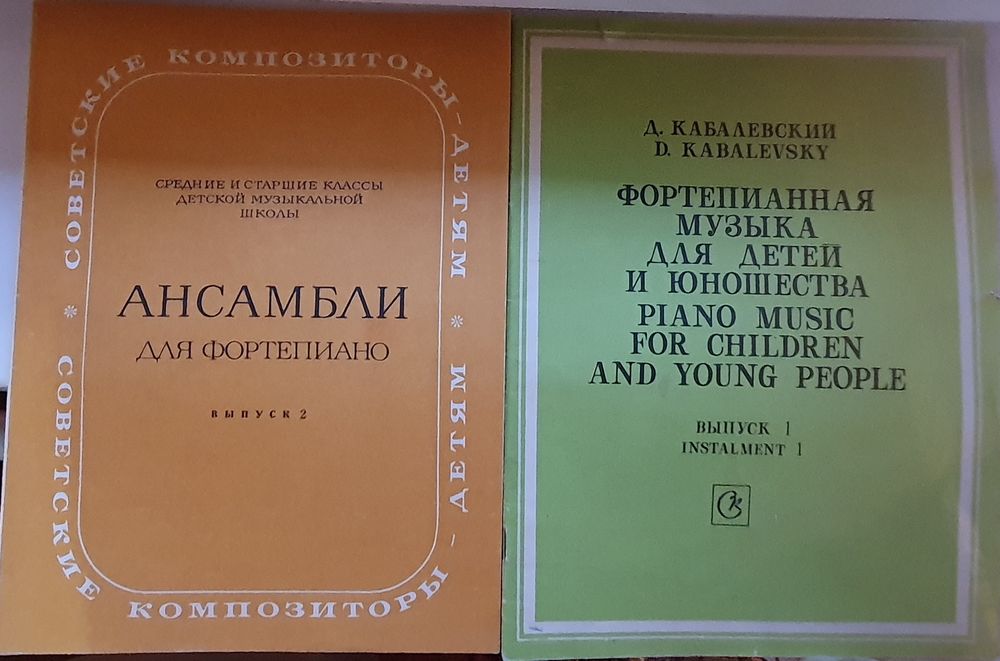 СОВЕТСКИЕ КОМПОЗИТОРЫ - ДЕТЯМ *
СРЕДНИЕ И СТАРШИЕ КЛАССЫ
ДЕТСКОЙ МУЗЫКАЛЬНОЙ
ШКОЛЫ
АНСАМБЛИ
ДЛЯ ФОРТЕПИАНО
ВЫПУСК 2
СОВЕТСКИЕ КОМПОЗИТОРЫ - ДЕТЯМ *
Д. КАБАЛЕВСКИЙ
D. KABALEVSKY
ФОРТЕПИАННАЯ
МУЗЫКА
ДЛЯ ДЕТЕЙ
И ЮНОШЕСТВА
PIANO MUSIC
FOR CHILDREN
AND YOUNG PEOPLE
ВЫПУСК 1
INSTALMENT 1
СК